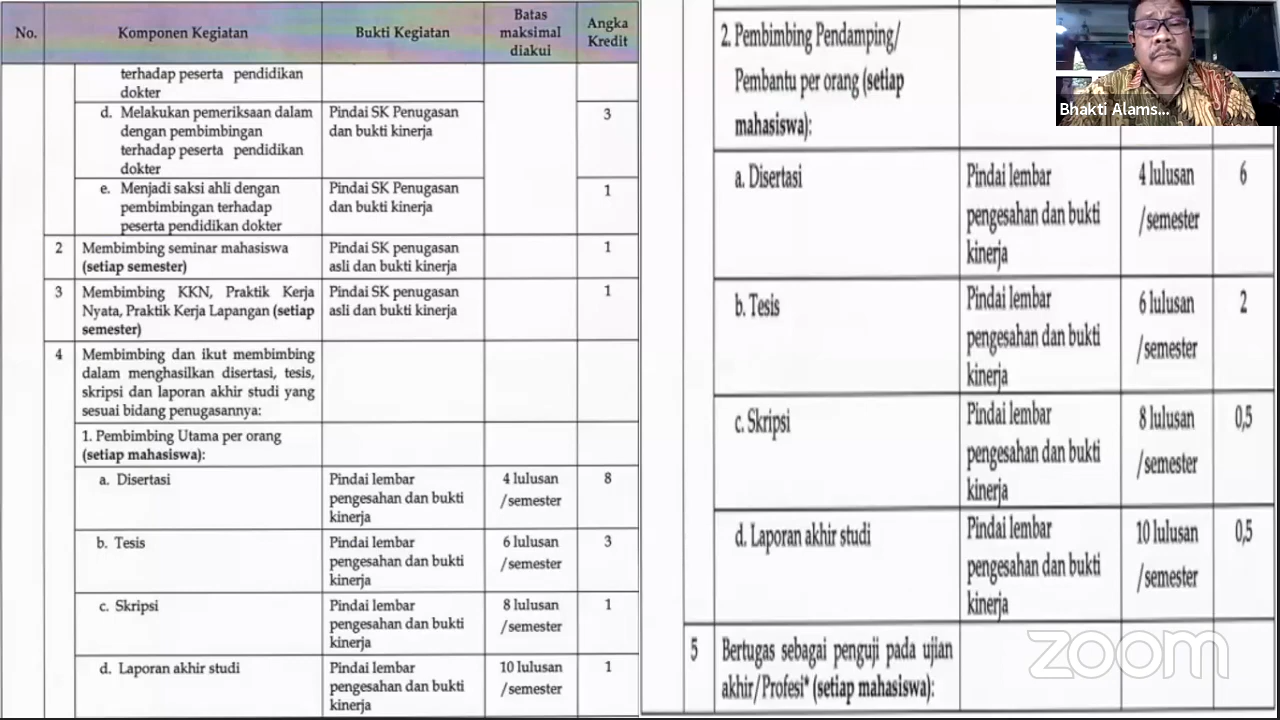 No.
Komponen Kegiatan
Bukti Kegiatan
Batas
maksimal
diakui
Angka
Kredit
terhadap peserta pendidikan
dokter
d. Melakukan pemeriksaan dalam
dengan pembimbingan
terhadap peserta pendidikan
dokter
Pindai SK Penugasan
dan bukti kinerja
3
e. Menjadi saksi ahli dengan
pembimbingan terhadap
peserta pendidikan dokter
Pindai SK Penugasan
dan bukti kinerja
1
2
Membimbing seminar mahasiswa
(setiap semester)
Pindai SK penugasan
asli dan bukti kinerja
1
3
Membimbing KKN, Praktik Kerja
Nyata, Praktik Kerja Lapangan (setiap
semester)
Pindai SK penugasan
asli dan bukti kinerja
1
4
Membimbing dan ikut membimbing
dalam menghasilkan disertasi, tesis,
skripsi dan laporan akhir studi yang
sesuai bidang penugasannya:
1. Pembimbing Utama per orang
(setiap mahasiswa):
a. Disertasi
Pindai lembar
pengesahan dan bukti
kinerja
4 lulusan
/semester
8
b. Tesis
Pindai lembar
pengesahan dan bukti
kinerja
6 lulusan
/semester
3
c. Skripsi
Pindai lembar
pengesahan dan bukti
kinerja
8 lulusan
/semester
1
d. Laporan akhir studi
Pindai lembar
pengesahan dan bukti
kinerja
10 lulusan
/semester
1
2. Pembimbing Pendamping/
Pembantu per orang (setiap
mahasiswa):
a. Disertasi
Pindai lembar
pengesahan dan bukti
kinerja
4 lulusan
/semester
6
b. Tesis
Pindai lembar
pengesahan dan bukti
kinerja
6 lulusan
/semester
2
c. Skripsi
Pindai lembar
pengesahan dan bukti
kinerja
8 lulusan
/semester
0,5
d. Laporan akhir studi
Pindai lembar
pengesahan dan bukti
kinerja
10 lulusan
/semester
0,5
5
Bertugas sebagai penguji pada ujian
akhir/Profesi* (setiap mahasiswa):
Bhakti Alams...
zoom